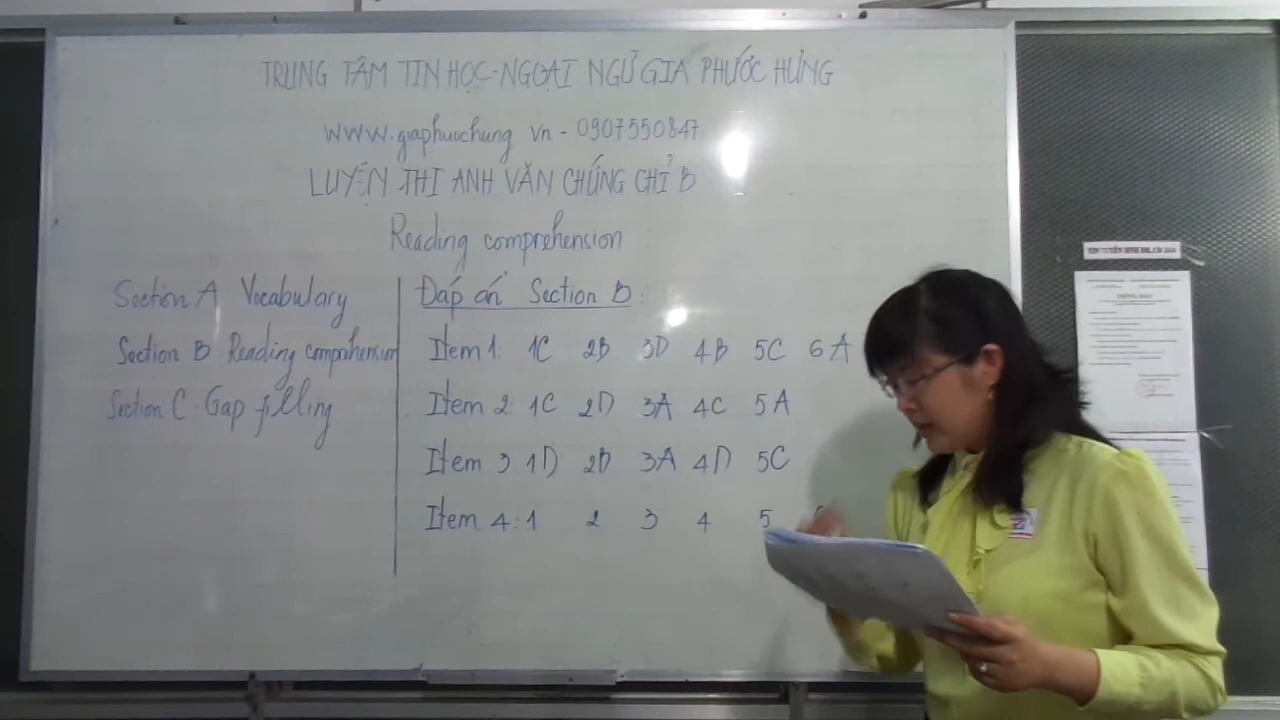 TRUNG TÂM TIN HỌC-NGOẠI NGỮ GIA PHƯỚC HƯNG
www.giaphuochung vn - 0907550847
LUYỆN THI ANH VĂN CHỨNG CHỈ B
Reading comprehension
Section A Vocabulary
Section B Reading comprehension
Section C Gap filling
Đáp án Section B:
Item 1: 1C 2B 3D 4B 5C 6A
Item 2: 1C 2D 3A 4C 5A
Item 3 1D 2B 3A 4D 5C
Item 4: 1 2 3 4 5
THÔNG BÁO